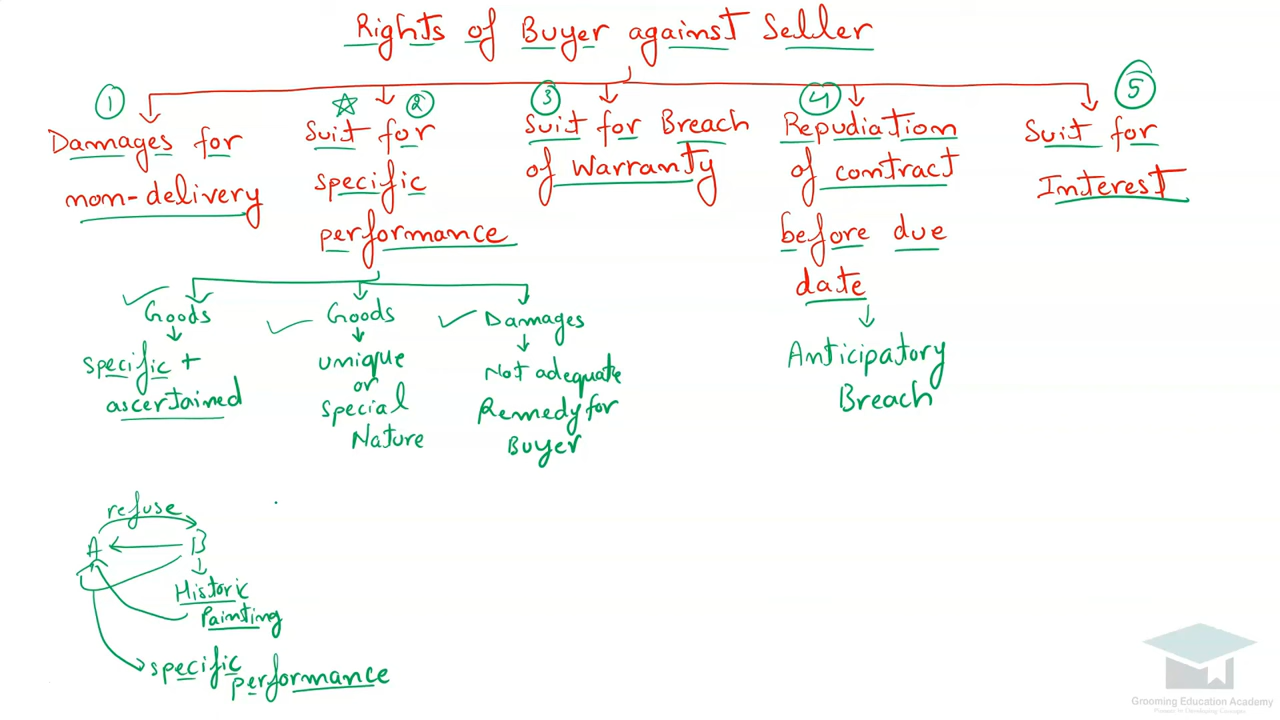 Rights of Buyer against Seller
①
Damages for
non-delivery
②
Suit for
specific
performance
Goods
specific +
ascertained
Goods
unique
or
special
Nature
Damages
Not adequate
Remedy for
Buyer
③
Suit for Breach
of Warranty
④
Repudiation
of contract
before due
date
Anticipatory
Breach
⑤
Suit for
Interest
refuse
A
B
Historic
Painting
specific
performance
Grooming Education Academy